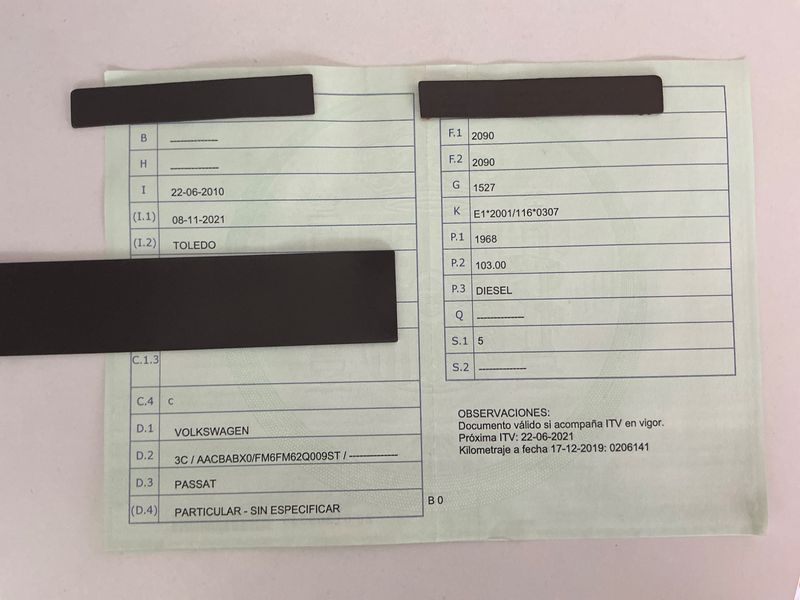 B -------------
H -------------
I 22-06-2010
(I.1) 08-11-2021
(I.2) TOLEDO
C.1.3
C.4 c
D.1 VOLKSWAGEN
D.2 3C / AACBABX0/FM6FM62Q009ST / -------------
D.3 PASSAT
(D.4) PARTICULAR - SIN ESPECIFICAR
F.1 2090
F.2 2090
G 1527
K E1*2001/116*0307
P.1 1968
P.2 103.00
P.3 DIESEL
Q -------------
S.1 5
S.2 -------------
OBSERVACIONES:
Documento válido si acompaña ITV en vigor.
Próxima ITV: 22-06-2021
Kilometraje a fecha 17-12-2019: 0206141
B 0